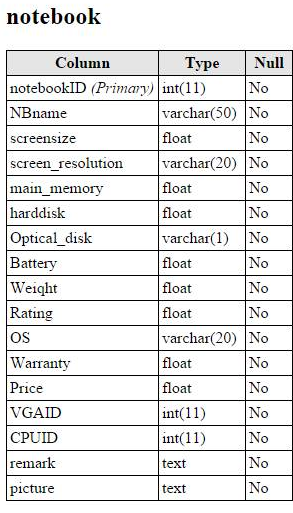 notebook
Column Type Null
notebookID (Primary) int(11) No
NBname varchar(50) No
screensize float No
screen_resolution varchar(20) No
main_memory float No
harddisk float No
Optical_disk varchar(1) No
Battery float No
Weight float No
Rating float No
OS varchar(20) No
Warranty float No
Price float No
VGAID int(11) No
CPUID int(11) No
remark text No
picture text No